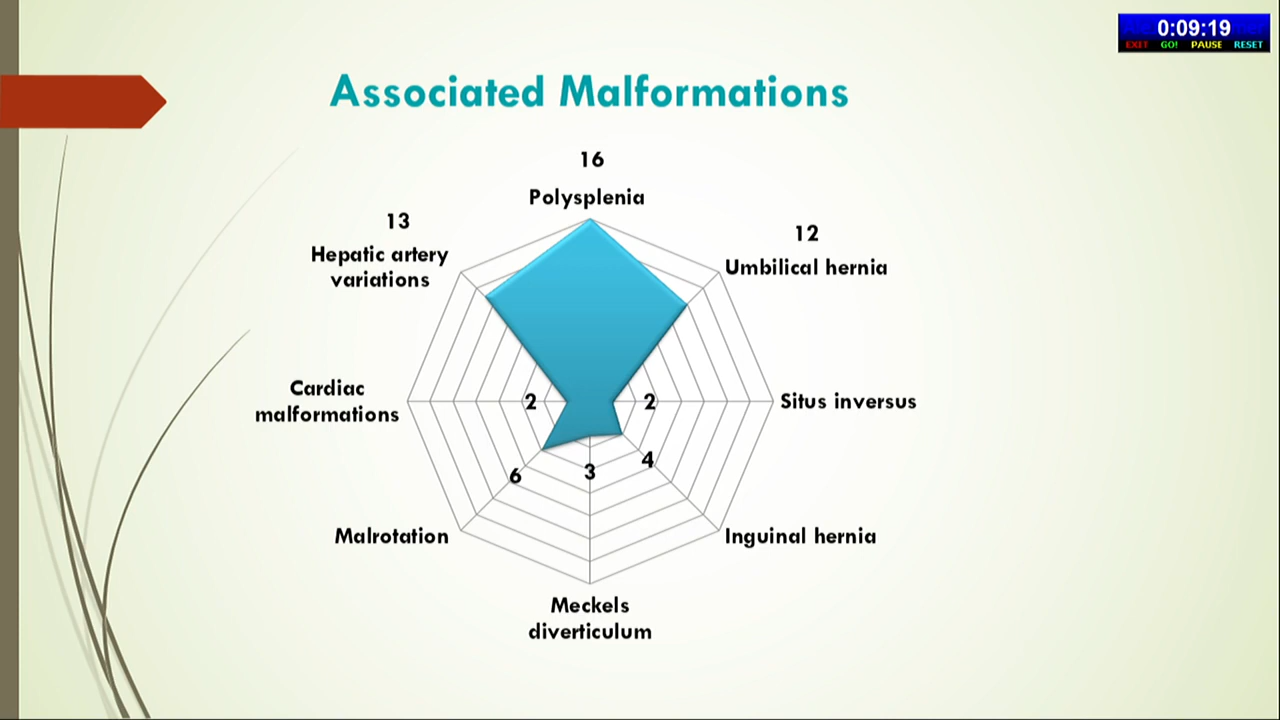 0:09:19
EXIT GO! PAUSE RESET
Associated Malformations
16
Polysplenia
13
Hepatic artery
variations
12
Umbilical hernia
Cardiac
malformations
2
2
Situs inversus
6
3
4
Malrotation
Inguinal hernia
Meckels
diverticulum